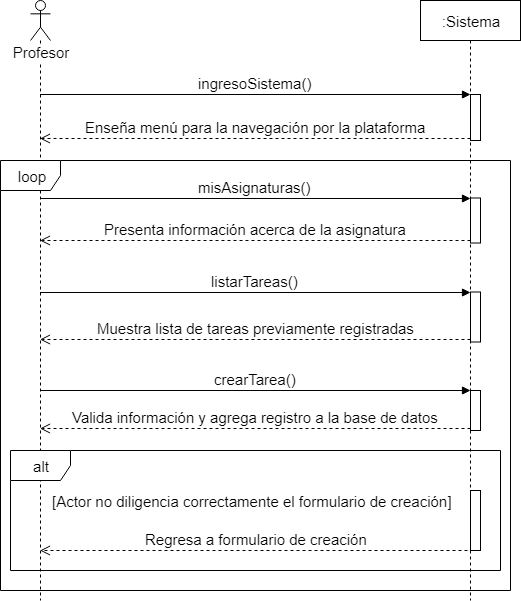 Profesor
:Sistema
ingresoSistema()
Enseña menú para la navegación por la plataforma
loop
misAsignaturas()
Presenta información acerca de la asignatura
listarTareas()
Muestra lista de tareas previamente registradas
crearTarea()
Valida información y agrega registro a la base de datos
alt
[Actor no diligencia correctamente el formulario de creación]
Regresa a formulario de creación